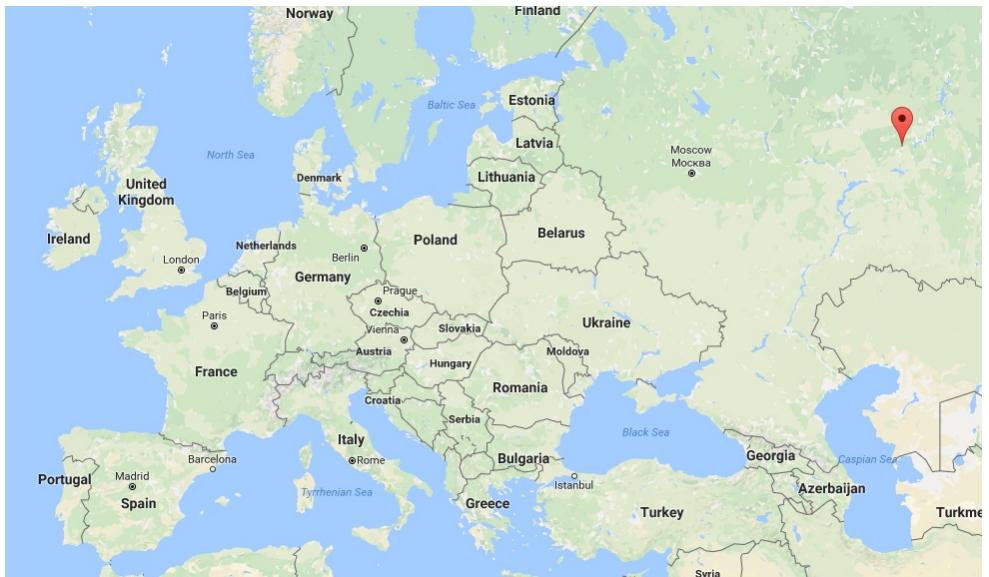 Norway
Finland
Baltic Sea
Estonia
North Sea
Latvia
Moscow
Москва
Denmark
Lithuania
United
Kingdom
Ireland
Netherlands
Poland
Belarus
London
Berlin
Germany
Belgium
Prague
Czechia
Paris
Ukraine
Vienna
Slovakia
Austria
Moldova
Hungary
France
Romania
Croatia
Serbia
Black Sea
Italy
Georgia
Caspian Sea
Barcelona
Rome
Bulgaria
Portugal
Madrid
Istanbul
Azerbaijan
Tyrrhenian Sea
Spain
Greece
Turkey
Turkme
Syria